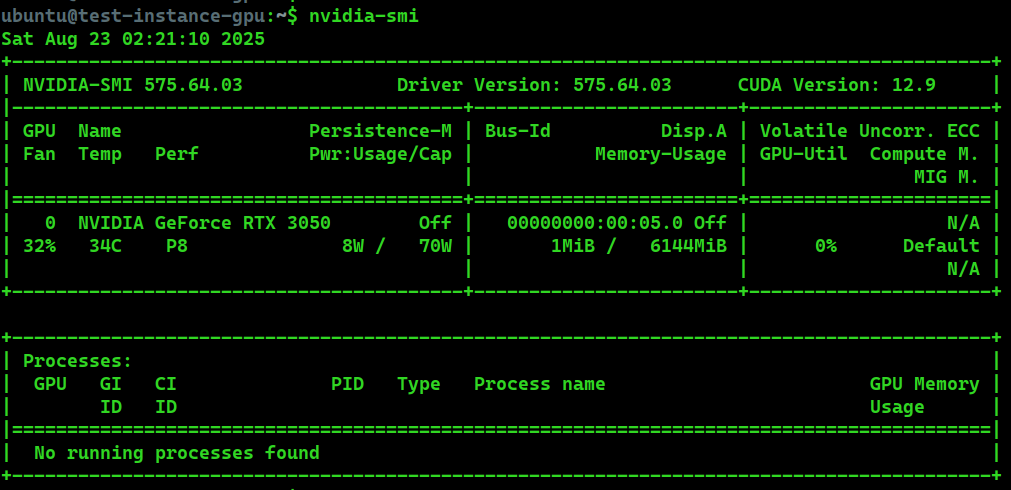 ubuntu@test-instance-gpu:~$ nvidia-smi
Sat Aug 23 02:21:10 2025
+-----------------------------------------------------------------------------------------+
| NVIDIA-SMI 575.64.03              Driver Version: 575.64.03      CUDA Version: 12.9     |
|-----------------------------------------+------------------------+----------------------+
| GPU  Name                 Persistence-M | Bus-Id          Disp.A | Volatile Uncorr. ECC |
| Fan  Temp   Perf          Pwr:Usage/Cap |           Memory-Usage | GPU-Util  Compute M. |
|                                         |                        |               MIG M. |
|=========================================+========================+======================|
|   0  NVIDIA GeForce RTX 3050        Off |   00000000:00:05.0 Off |                  N/A |
| 32%   34C    P8              8W /   70W |       1MiB /   6144MiB |      0%      Default |
|                                         |                        |                  N/A |
+-----------------------------------------+------------------------+----------------------+

+-----------------------------------------------------------------------------------------+
| Processes:                                                                              |
|  GPU   GI   CI              PID   Type   Process name                        GPU Memory |
|        ID   ID                                                               Usage      |
|=========================================================================================|
|  No running processes found                                                             |
+-----------------------------------------------------------------------------------------+